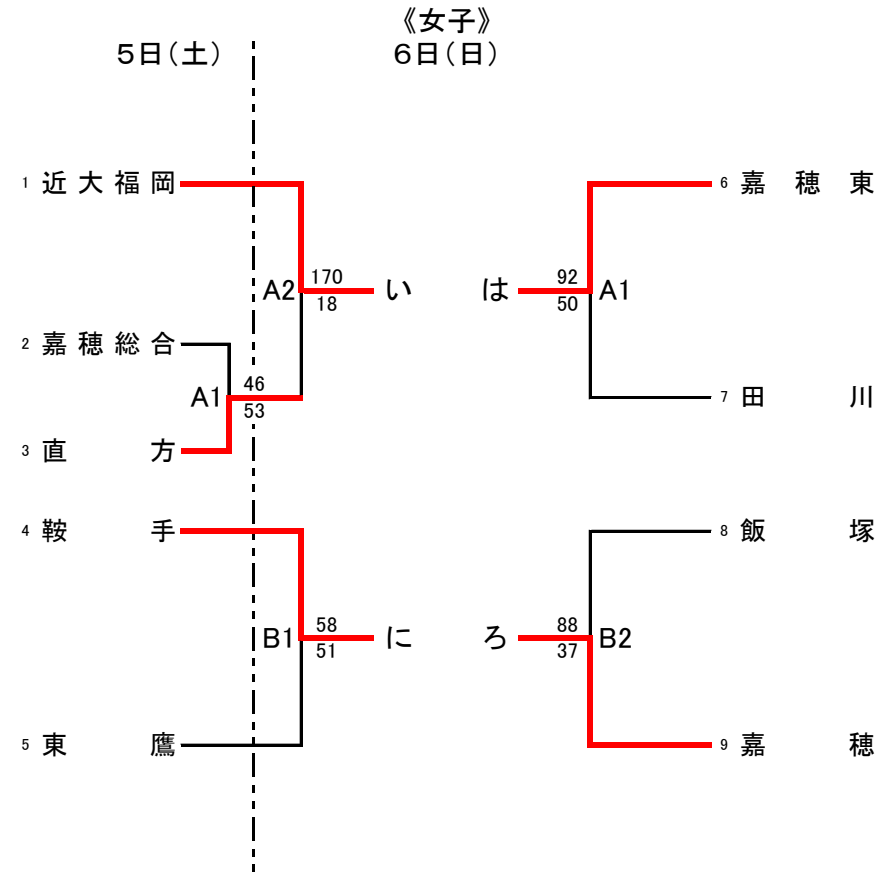 《女子》
5日(土)
6日(日)
1 近大福岡
A2
170
18
い
2 嘉穂総合
A1
46
53
3 直方
4 鞍手
B1
58
51
に
5 東鷹
6 嘉穂東
は
92
50
A1
7 田川
8 飯塚
ろ
88
37
B2
9 嘉穂